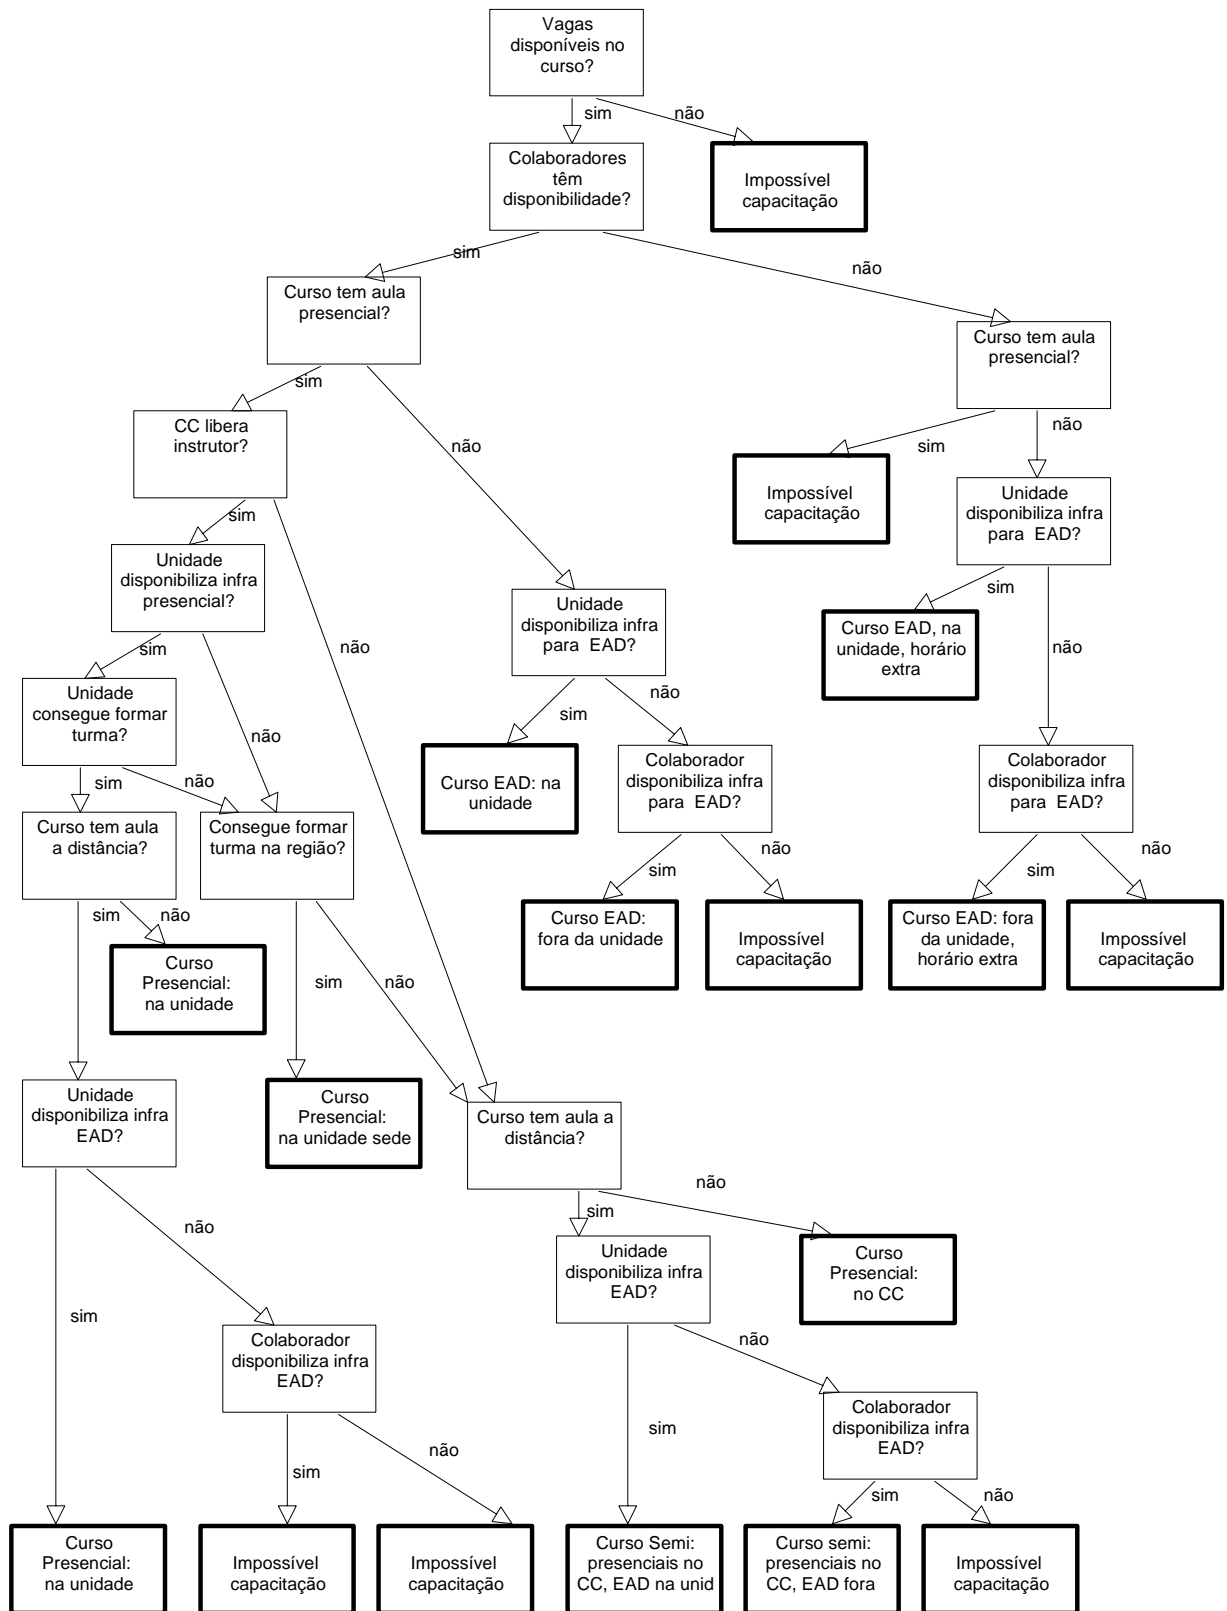 Vagas
disponíveis no
curso?
sim
não
Colaboradores
têm
disponibilidade?
Impossível
capacitação
sim
não
Curso tem aula
presencial?
Curso tem aula
presencial?
sim
não
CC libera
instrutor?
sim
não
Impossível
capacitação
Unidade
disponibiliza infra
para EAD?
sim
não
Unidade
disponibiliza infra
presencial?
sim
não
Unidade
disponibiliza infra
para EAD?
sim
não
Curso EAD, na
unidade, horário
extra
sim
não
Unidade
consegue formar
turma?
sim
não
Curso EAD: na
unidade
Colaborador
disponibiliza infra
para EAD?
Colaborador
disponibiliza infra
para EAD?
sim
não
Curso tem aula
a distância?
Consegue formar
turma na região?
sim
não
sim
não
Curso EAD:
fora da unidade
Impossível
capacitação
Curso EAD: fora
da unidade,
horário extra
Impossível
capacitação
sim
não
Curso
Presencial:
na unidade
sim
não
Unidade
disponibiliza infra
EAD?
Curso
Presencial:
na unidade sede
Curso tem aula a
distância?
sim
não
sim
não
Unidade
disponibiliza infra
EAD?
Curso
Presencial:
no CC
Colaborador
disponibiliza infra
EAD?
sim
não
Colaborador
disponibiliza infra
EAD?
sim
não
sim
não
Curso
Presencial:
na unidade
Impossível
capacitação
Impossível
capacitação
Curso Semi:
presenciais no
CC, EAD na unid
Curso semi:
presenciais no
CC, EAD fora
Impossível
capacitação